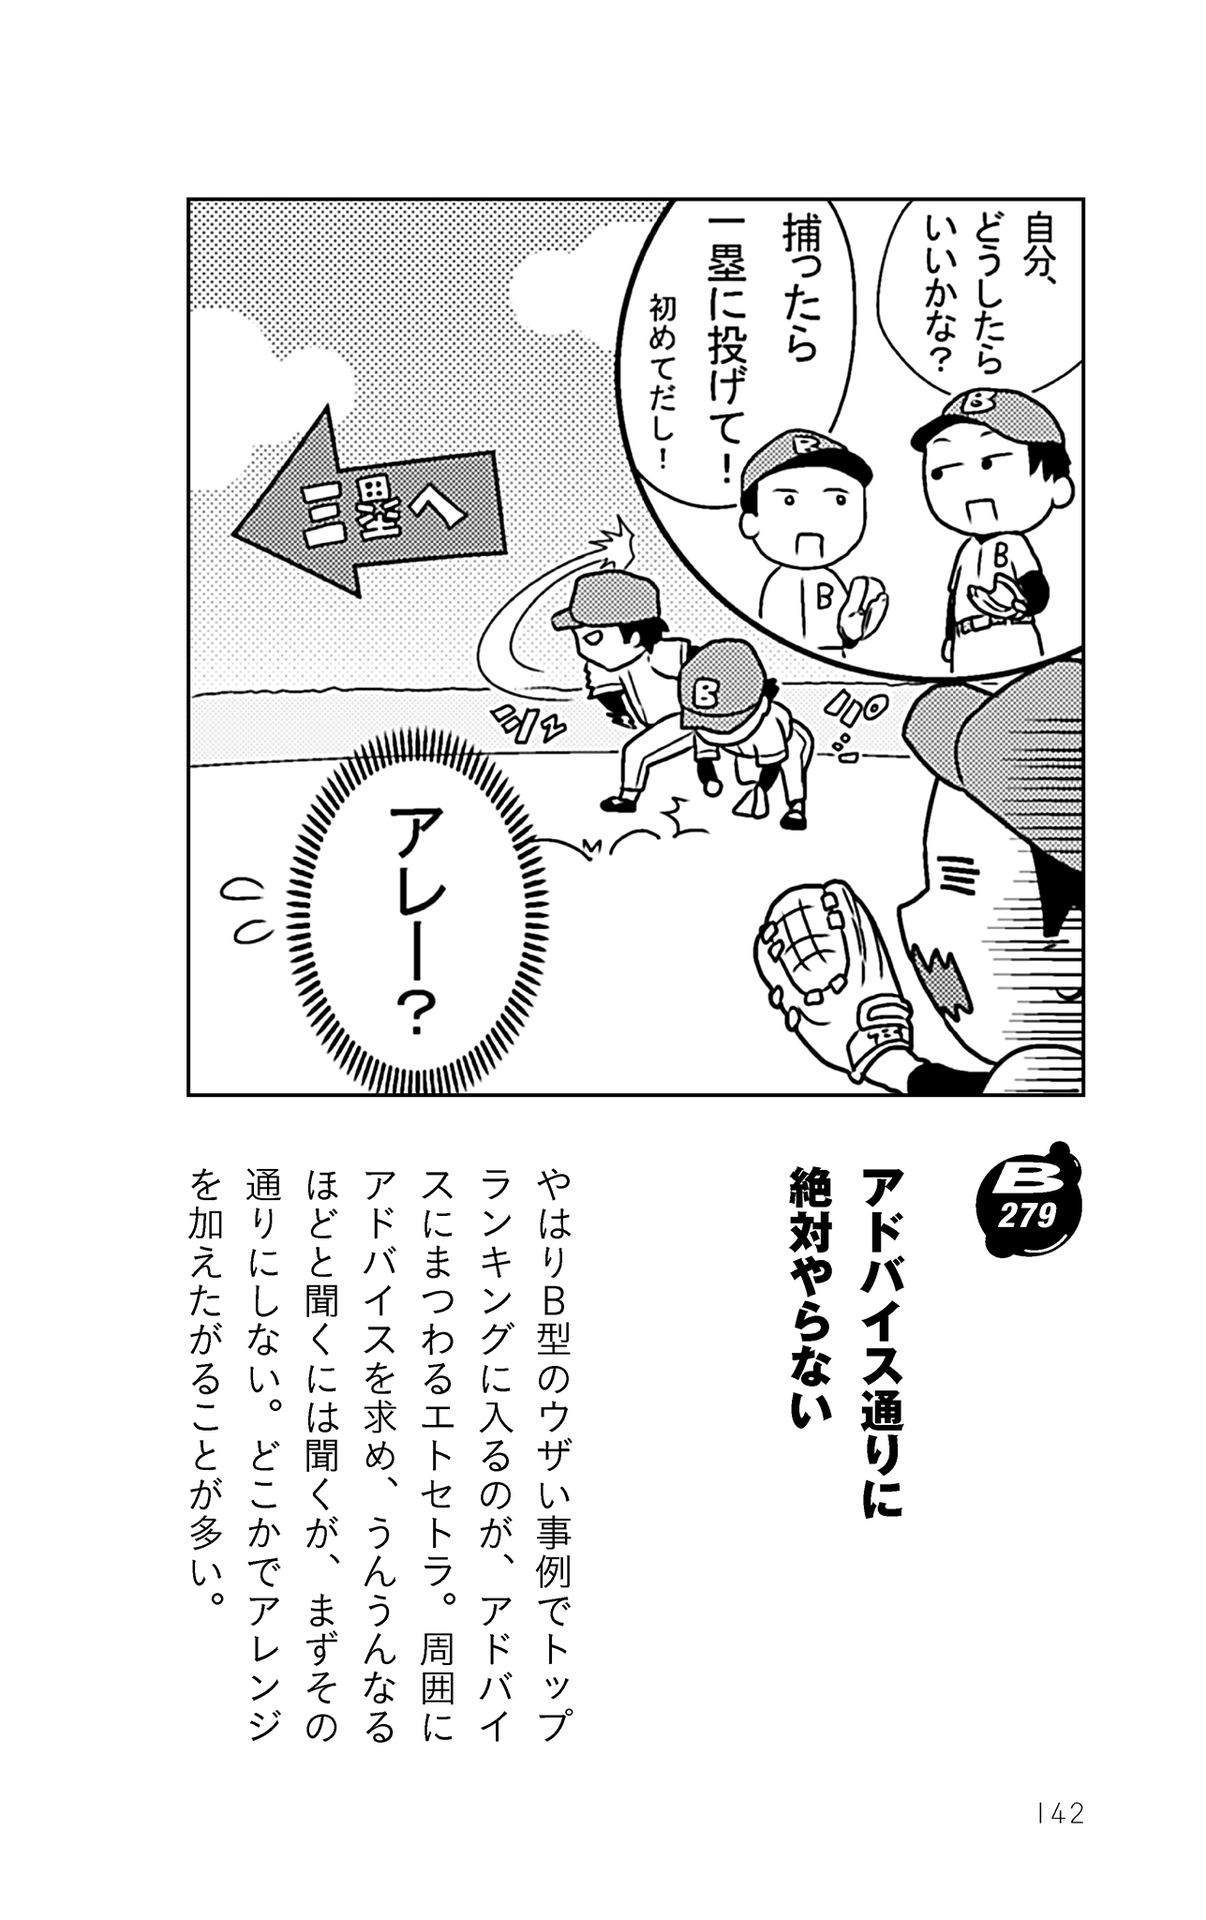 自分、
どうしたら
いいかな？
捕ったら
一塁に投げて！
初めてだし！
B
B
B
B
三塁へ
B
パシ
アレー？
B
279
アドバイス通りに
絶対やらない
やはりＢ型のウザい事例でトップ
ランキングに入るのが、アドバイ
スにまつわるエトセトラ。周囲に
アドバイスを求め、うんうんなる
ほどと聞くには聞くが、まずその
通りにしない。どこかでアレンジ
を加えたがることが多い。
142